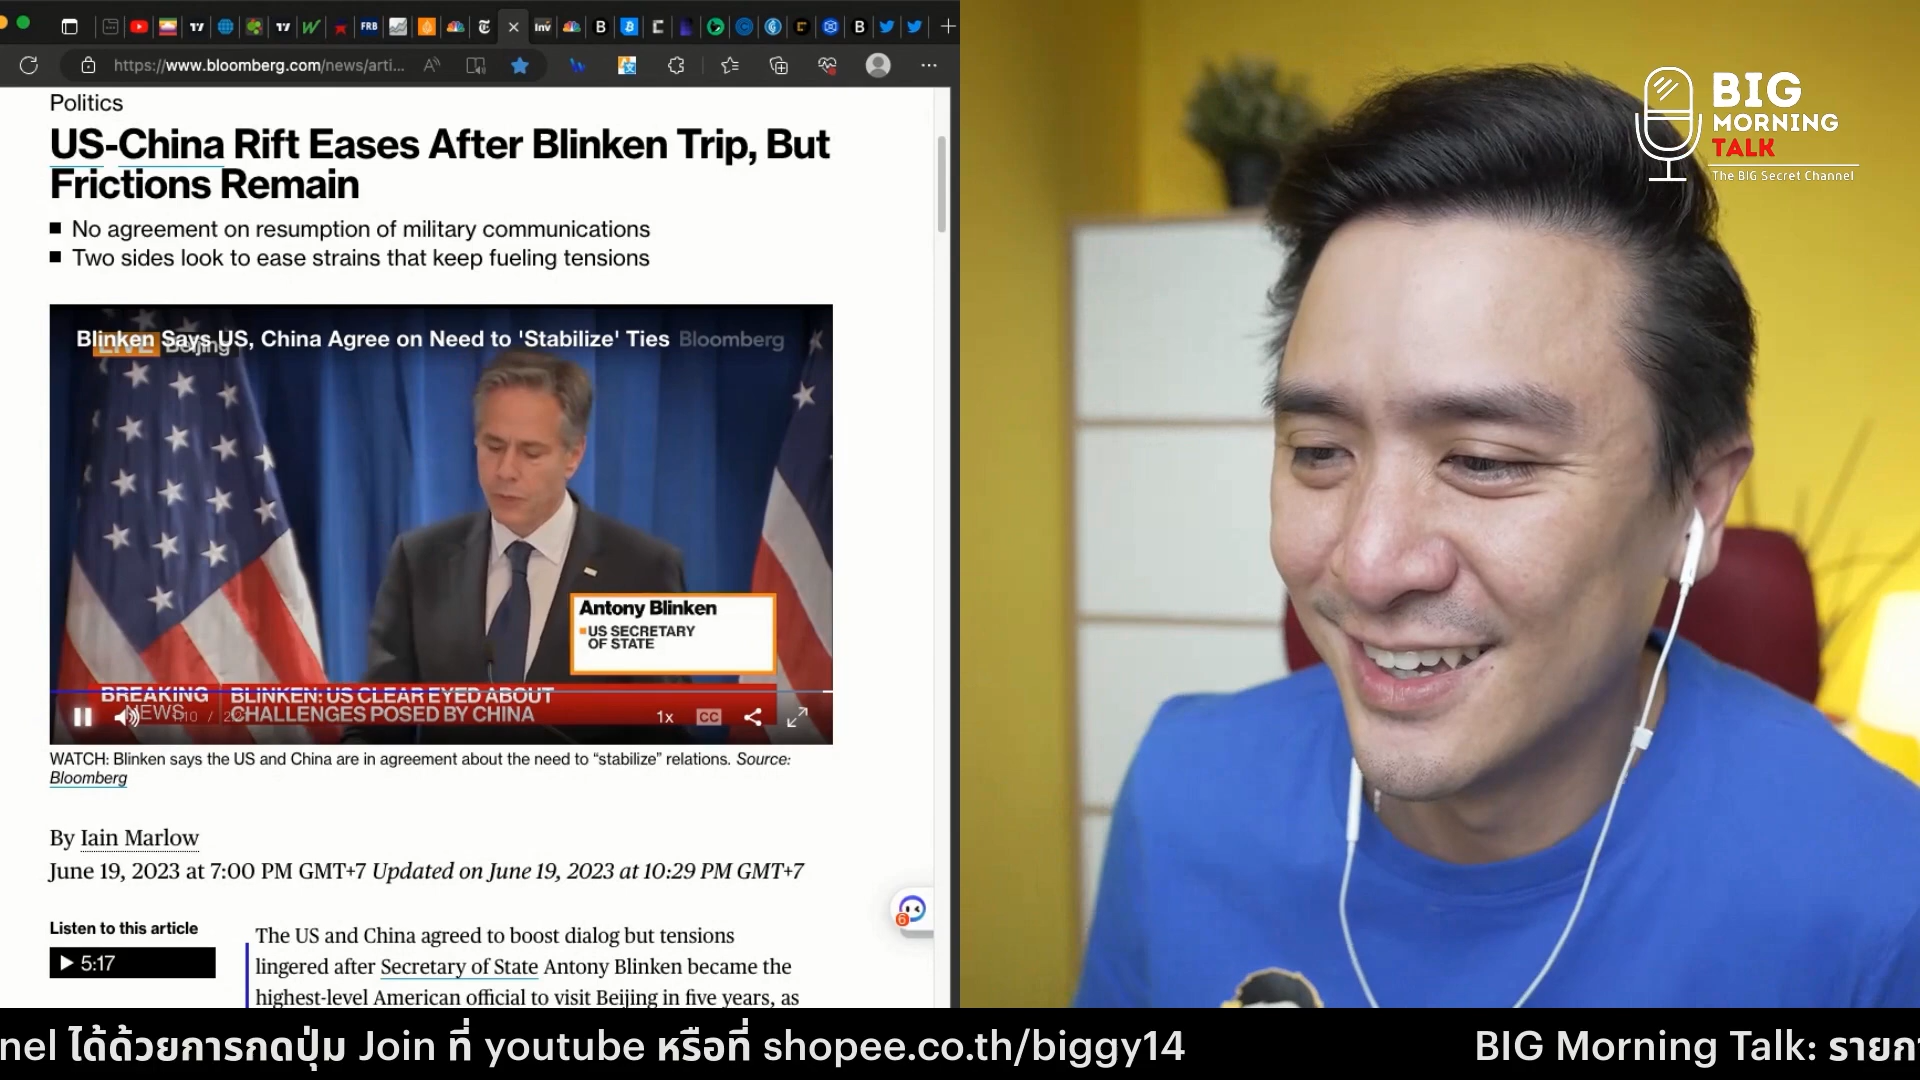 https://www.bloomberg.com/news/arti...
Politics
US-China Rift Eases After Blinken Trip, But
Frictions Remain
No agreement on resumption of military communications
Two sides look to ease strains that keep fueling tensions
Blinken Says US, China Agree on Need to 'Stabilize' Ties Bloomberg
LIVE Beijing
Antony Blinken
US SECRETARY
OF STATE
BREAKING
NEWS
BLINKEN: US CLEAR EYED ABOUT
CHALLENGES POSED BY CHINA
1x
CC
WATCH: Blinken says the US and China are in agreement about the need to “stabilize” relations. Source:
Bloomberg
By Iain Marlow
June 19, 2023 at 7:00 PM GMT+7 Updated on June 19, 2023 at 10:29 PM GMT+7
Listen to this article
5:17
The US and China agreed to boost dialog but tensions
lingered after Secretary of State Antony Blinken became the
highest-level American official to visit Beijing in five years, as
6
BIG
MORNING
TALK
The BIG Secret Channel
nel ได้ด้วยการกดปุ่ม Join ที่ youtube หรือที่ shopee.co.th/biggy14
BIG Morning Talk: